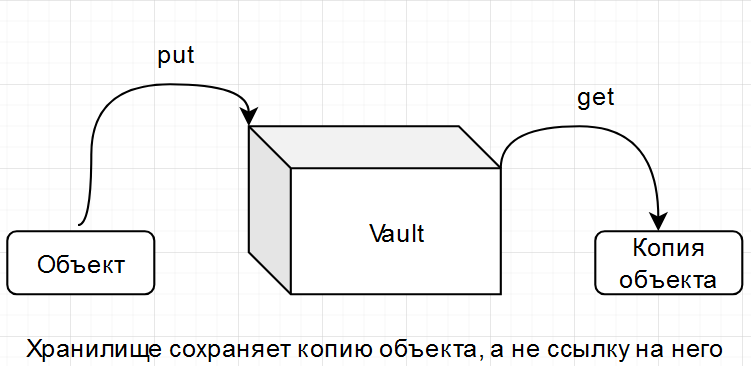 put
get
Vault
Объект
Копия
объекта
Хранилище сохраняет копию объекта, а не ссылку на него